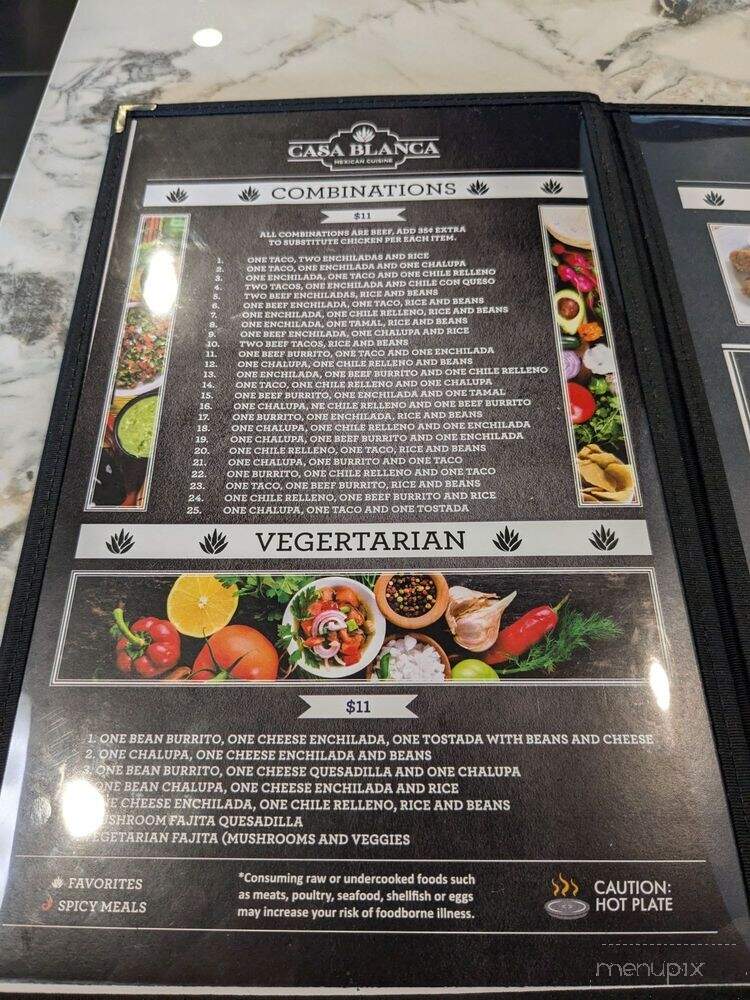 CASA BLANCA
MEXICAN CUISINE
COMBINATIONS
$11
ALL COMBINATIONS ARE BEEF, ADD 35¢ EXTRA
TO SUBSTITUTE CHICKEN PER EACH ITEM.
1. ONE TACO, TWO ENCHILADAS AND RICE
2. ONE TACO, ONE ENCHILADA AND ONE CHALUPA
3. ONE ENCHILADA, ONE TACO AND ONE CHILE RELLENO
4. TWO TACOS, ONE ENCHILADA AND CHILE CON QUESO
5. TWO BEEF ENCHILADAS, RICE AND BEANS
6. ONE BEEF ENCHILADA, ONE TACO, RICE AND BEANS
7. ONE ENCHILADA, ONE CHILE RELLENO, RICE AND BEANS
8. ONE ENCHILADA, ONE TAMAL, RICE AND BEANS
9. ONE BEEF ENCHILADA, ONE CHALUPA AND RICE
10. TWO BEEF TACOS, RICE AND BEANS
11. ONE BEEF BURRITO, ONE TACO AND ONE ENCHILADA
12. ONE CHALUPA, ONE CHILE RELLENO AND BEANS
13. ONE ENCHILADA, ONE BEEF BURRITO AND ONE CHILE RELLENO
14. ONE TACO, ONE CHILE RELLENO AND ONE CHALUPA
15. ONE BEEF BURRITO, ONE ENCHILADA AND ONE TAMAL
16. ONE CHALUPA, NE CHILE RELLENO AND ONE BEEF BURRITO
17. ONE BURRITO, ONE ENCHILADA, RICE AND BEANS
18. ONE CHALUPA, ONE CHILE RELLENO AND ONE ENCHILADA
19. ONE CHALUPA, ONE BEEF BURRITO AND ONE ENCHILADA
20. ONE CHILE RELLENO, ONE TACO, RICE AND BEANS
21. ONE CHALUPA, ONE BURRITO AND ONE TACO
22. ONE BURRITO, ONE CHILE RELLENO AND ONE TACO
23. ONE TACO, ONE BEEF BURRITO, RICE AND BEANS
24. ONE CHILE RELLENO, ONE BEEF BURRITO AND RICE
25. ONE CHALUPA, ONE TACO AND ONE TOSTADA
VEGERTARIAN
$11
1. ONE BEAN BURRITO, ONE CHEESE ENCHILADA, ONE TOSTADA WITH BEANS AND CHEESE
2. ONE CHALUPA, ONE CHEESE ENCHILADA AND BEANS
3. ONE BEAN BURRITO, ONE CHEESE QUESADILLA AND ONE CHALUPA
ONE BEAN CHALUPA, ONE CHEESE ENCHILADA AND RICE
CHEESE ENCHILADA, ONE CHILE RELLENO, RICE AND BEANS
FAJITA QUESADILLA
FAJITA (MUSHROOMS AND VEGGIES
FAVORITES
SPICY MEALS
*Consuming raw or undercooked foods such
as meats, poultry, seafood, shellfish or eggs
may increase your risk of foodborne illness.
CAUTION:
HOT PLATE
menupix